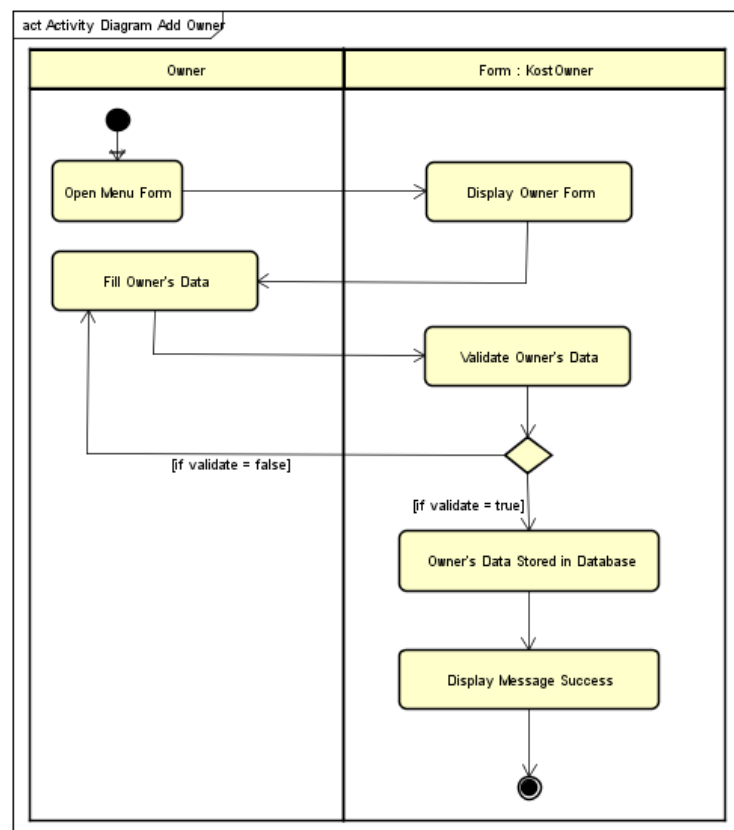 act Activity Diagram Add Owner
Owner
Form : KostOwner
Open Menu Form
Display Owner Form
Fill Owner's Data
Validate Owner's Data
[if validate = false]
[if validate = true]
Owner's Data Stored in Database
Display Message Success